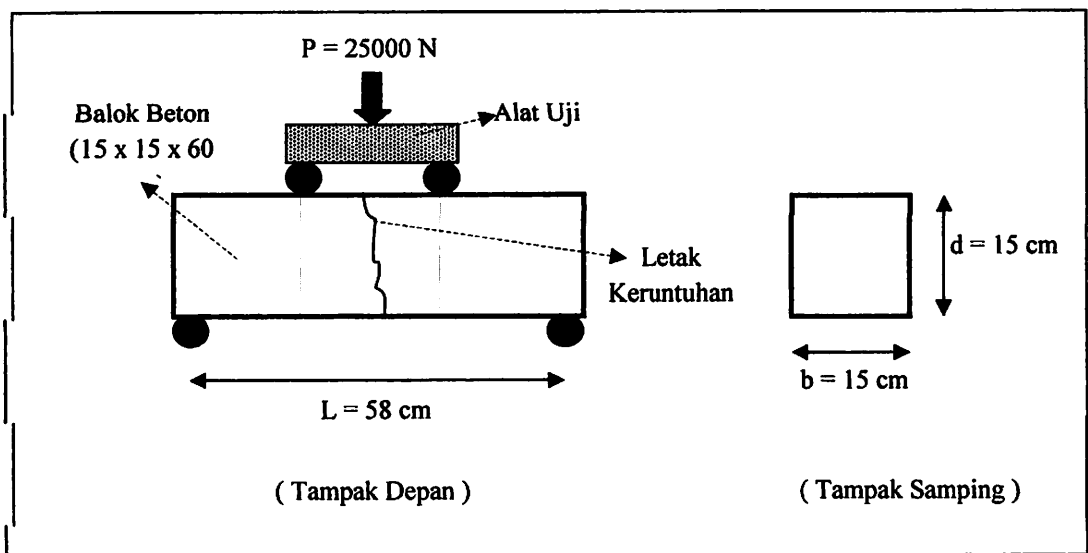 P = 25000 N
Balok Beton
(15 x 15 x 60
Alat Uji
Letak
Keruntuhan
d = 15 cm
b = 15 cm
L = 58 cm
( Tampak Depan )
( Tampak Samping )